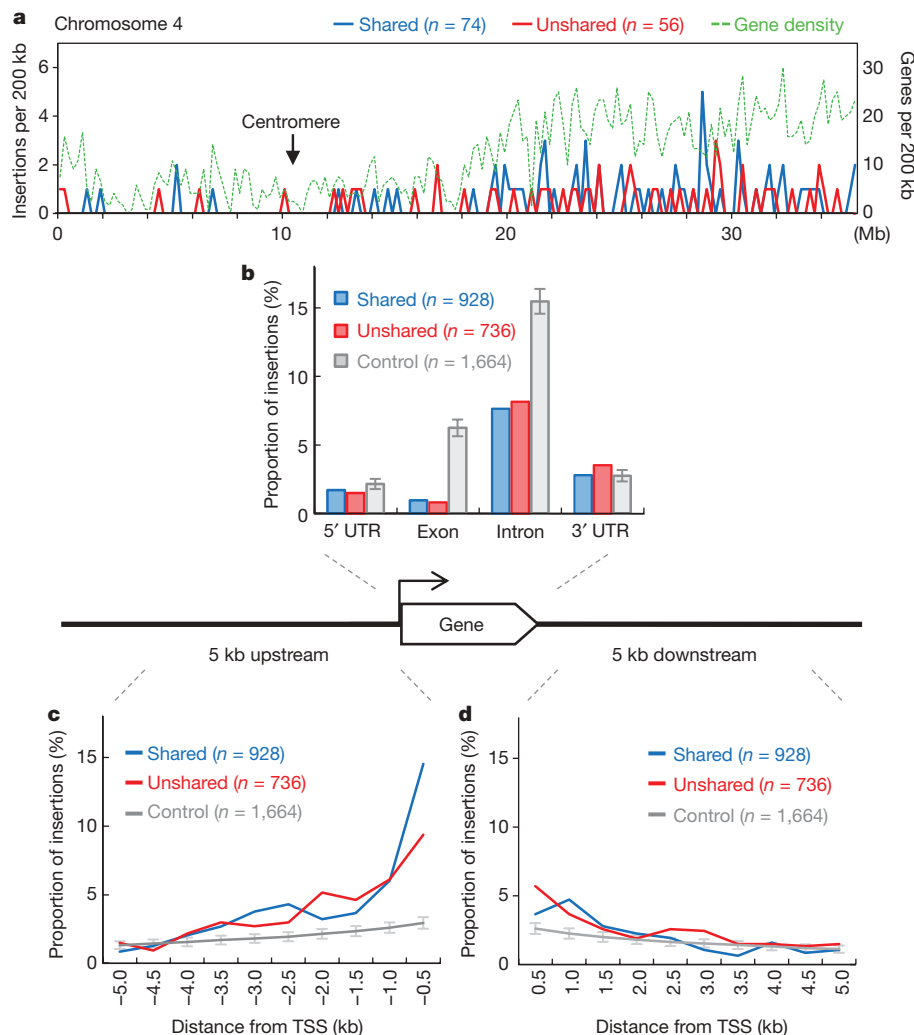 a
Chromosome 4
Shared (n = 74)
Unshared (n = 56)
Gene density
Insertions per 200 kb
6
4
2
0
Genes per 200 kb
30
20
10
0
Centromere
0
10
20
30
(Mb)
b
Proportion of insertions (%)
15
10
5
0
Shared (n = 928)
Unshared (n = 736)
Control (n = 1,664)
5′ UTR
Exon
Intron
3′ UTR
Gene
5 kb upstream
5 kb downstream
c
Proportion of insertions (%)
15
10
5
0
Shared (n = 928)
Unshared (n = 736)
Control (n = 1,664)
−5.0
−4.5
−4.0
−3.5
−3.0
−2.5
−2.0
−1.5
−1.0
−0.5
Distance from TSS (kb)
d
Proportion of insertions (%)
15
10
5
0
Shared (n = 928)
Unshared (n = 736)
Control (n = 1,664)
0.5
1.0
1.5
2.0
2.5
3.0
3.5
4.0
4.5
5.0
Distance from TSS (kb)